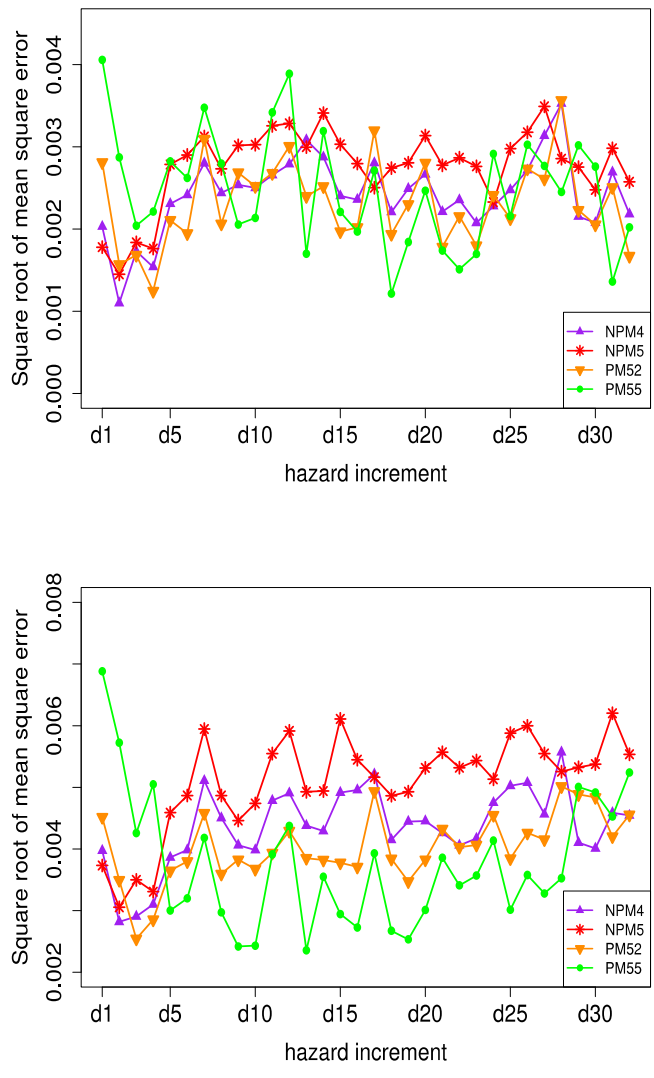 Square root of mean square error
0.004
0.003
0.002
0.001
0.000
NPM4
NPM5
PM52
PM55
d1 d5 d10 d15 d20 d25 d30
hazard increment
Square root of mean square error
0.008
0.006
0.004
0.002
NPM4
NPM5
PM52
PM55
d1 d5 d10 d15 d20 d25 d30
hazard increment